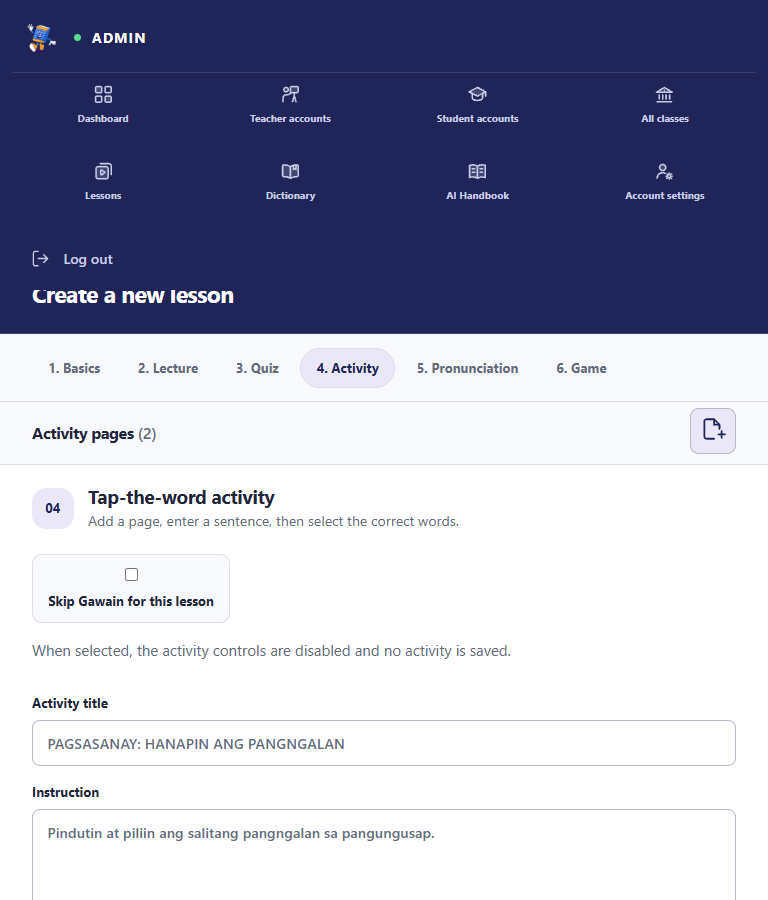 ADMIN
Dashboard
Teacher accounts
Student accounts
All classes
Lessons
Dictionary
AI Handbook
Account settings
Log out
Create a new lesson
1. Basics
2. Lecture
3. Quiz
4. Activity
5. Pronunciation
6. Game
Activity pages (2)
04
Tap-the-word activity
Add a page, enter a sentence, then select the correct words.
Skip Gawain for this lesson
When selected, the activity controls are disabled and no activity is saved.
Activity title
PAGSASANAY: HANAPIN ANG PANGNGALAN
Instruction
Pindutin at piliin ang salitang pangngalan sa pangungusap.